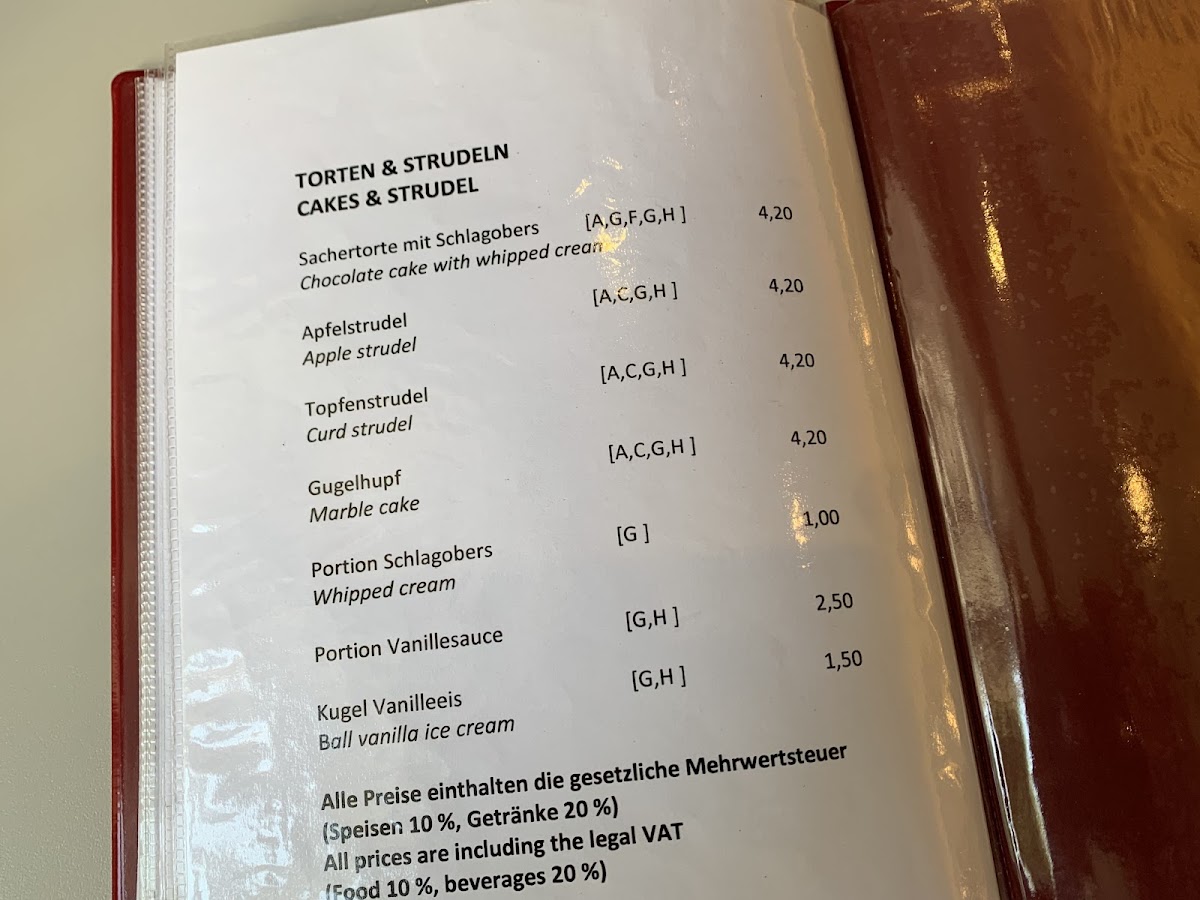 TORTEN & STRUDELN
CAKES & STRUDEL
Sachertorte mit Schlagobers [A,G,F,G,H ] 4,20
Chocolate cake with whipped cream
Apfelstrudel [A,C,G,H ] 4,20
Apple strudel
Topfenstrudel [A,C,G,H ] 4,20
Curd strudel
Gugelhupf [A,C,G,H ] 4,20
Marble cake
Portion Schlagobers [G ] 1,00
Whipped cream
Portion Vanillesauce [G,H ] 2,50
Kugel Vanilleeis [G,H ] 1,50
Ball vanilla ice cream
Alle Preise einthalten die gesetzliche Mehrwertsteuer
(Speisen 10 %, Getränke 20 %)
All prices are including the legal VAT
(Food 10 %, beverages 20 %)